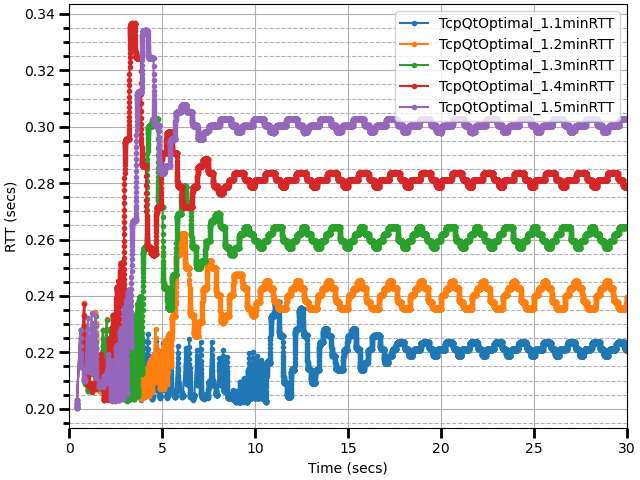 0.34
0.32
0.30
0.28
0.26
0.24
0.22
0.20
RTT (secs)
TcpQtOptimal_1.1minRTT
TcpQtOptimal_1.2minRTT
TcpQtOptimal_1.3minRTT
TcpQtOptimal_1.4minRTT
TcpQtOptimal_1.5minRTT
0 5 10 15 20 25 30
Time (secs)